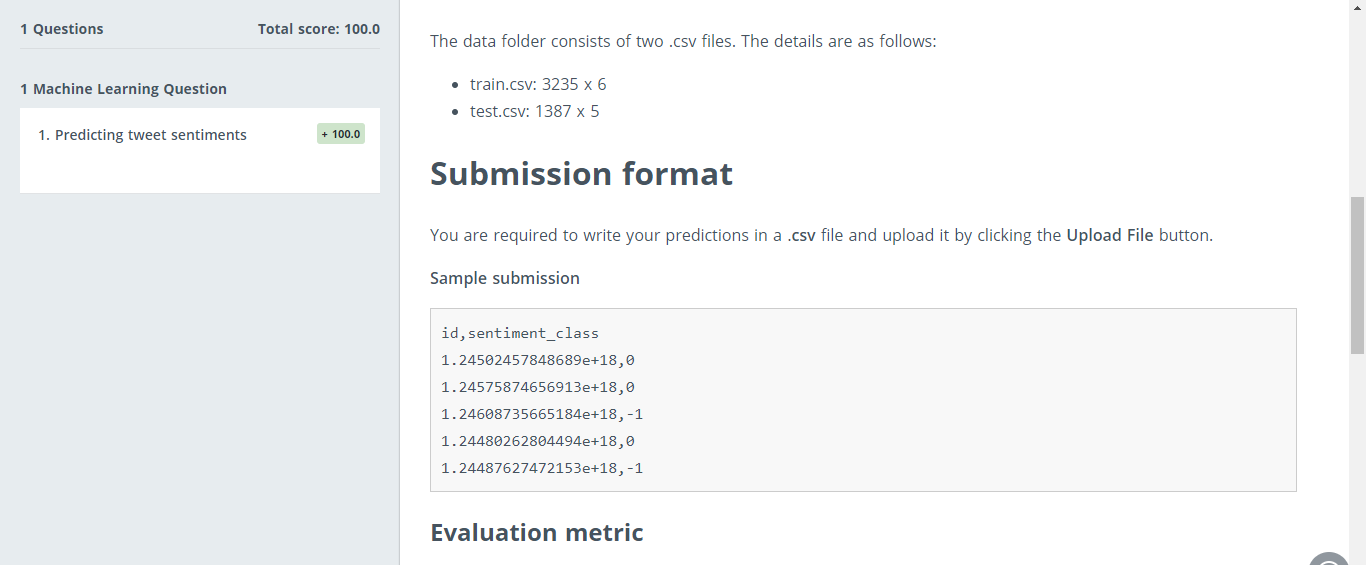 1 Questions
Total score: 100.0
1 Machine Learning Question
1. Predicting tweet sentiments
+ 100.0
The data folder consists of two .csv files. The details are as follows:
• train.csv: 3235 x 6
• test.csv: 1387 x 5
Submission format
You are required to write your predictions in a .csv file and upload it by clicking the Upload File button.
Sample submission
id,sentiment_class
1.24502457848689e+18,0
1.24575874656913e+18,0
1.24608735665184e+18,-1
1.24480262804494e+18,0
1.24487627472153e+18,-1
Evaluation metric